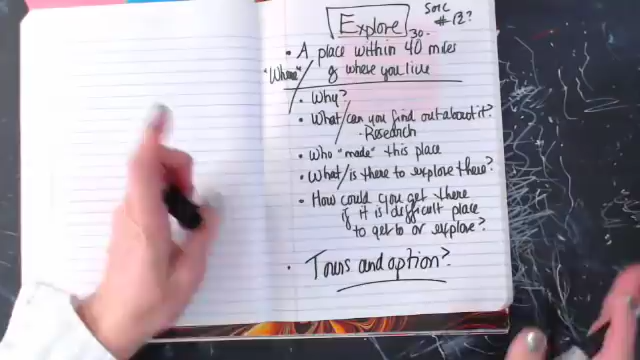 Explore
30-
#12?
• A place within 40 miles
"Where" of where you live
• Why?
• What can you find out about it?
- Research
• Who "made" this place
• What is there to explore there?
• How could you get there
if it is difficult place
to get to or explore?
• Tours and option?